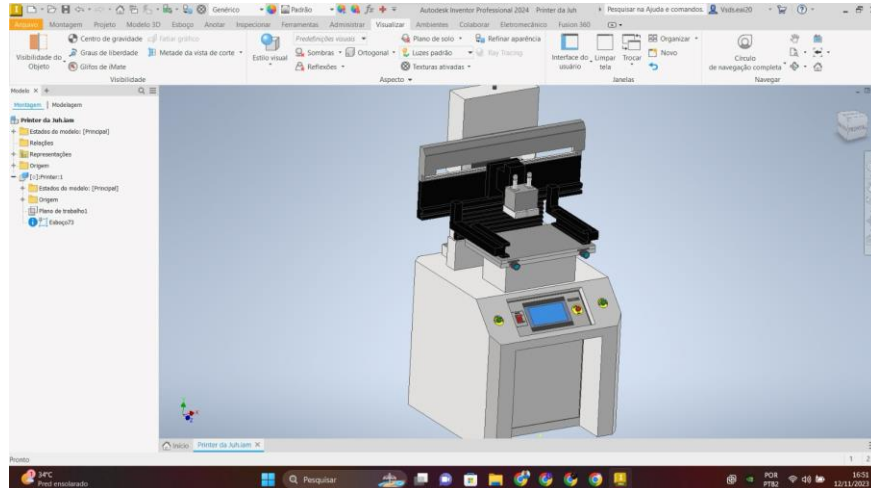 Genérico
Padrão
Autodesk Inventor Professional 2024 Printer da Juh
Pesquisar na Ajuda e comandos.
Arquivo Montagem Projeto Modelo 3D Esboço Anotar Inspecionar Ferramentas Administrar Visualizar Ambientes Colaborar Eletromecânico Fusion 360
Visibilidade do Objeto
Centro de gravidade
Graus de liberdade
Glifos de iMate
Fatiar gráfico
Metade da vista de corte
Visibilidade
Estilo visual
Predefinições visuais
Sombras
Reflexões
Ortogonal
Plano de solo
Luzes padrão
Texturas ativadas
Refinar aparência
Ray Tracing
Aspecto
Interface do usuário
Limpar tela
Trocar
Organizar
Novo
Janelas
Círculo
de navegação completa
Navegar
Modelo
Montagem | Modelagem
Printer da Juh.iam
Estados do modelo: [Principal]
Relações
Representações
Origem
[c]:Printer:1
Estados do modelo: [Principal]
Origem
Plano de trabalho1
Esboço73
Início
Printer da Juh.iam
Pronto
1 2
34°C
Pred ensolarado
Pesquisar
POR
PTB2
16:51
12/11/2023